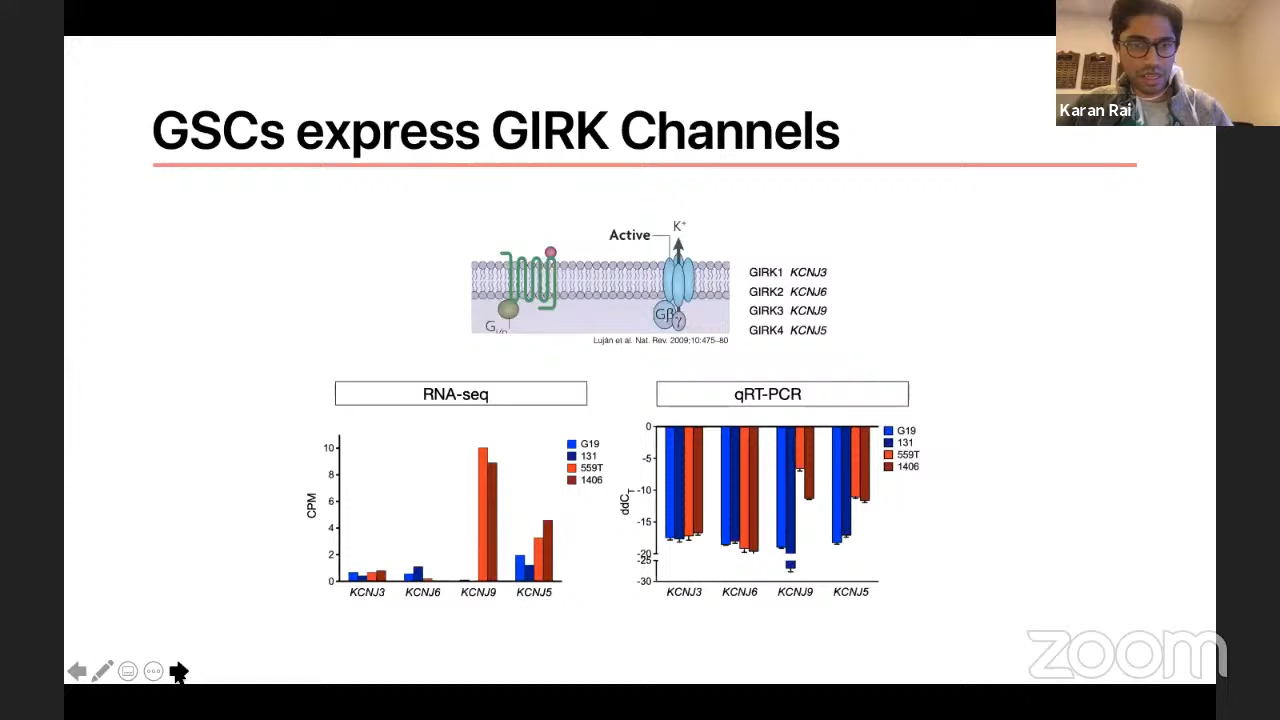 Karan Rai
GSCs express GIRK Channels
K+
Active
GIRK1 KCNJ3
GIRK2 KCNJ6
GIRK3 KCNJ9
GIRK4 KCNJ5
Gβ
γ
Gi/o
Luján et al. Nat. Rev. 2009;10:475–80
RNA-seq
qRT-PCR
CPM
10
8
6
4
2
0
G19
131
559T
1406
KCNJ3 KCNJ6 KCNJ9 KCNJ5
ddCT
0
-5
-10
-15
-20
-25
-30
G19
131
559T
1406
KCNJ3 KCNJ6 KCNJ9 KCNJ5
zoom